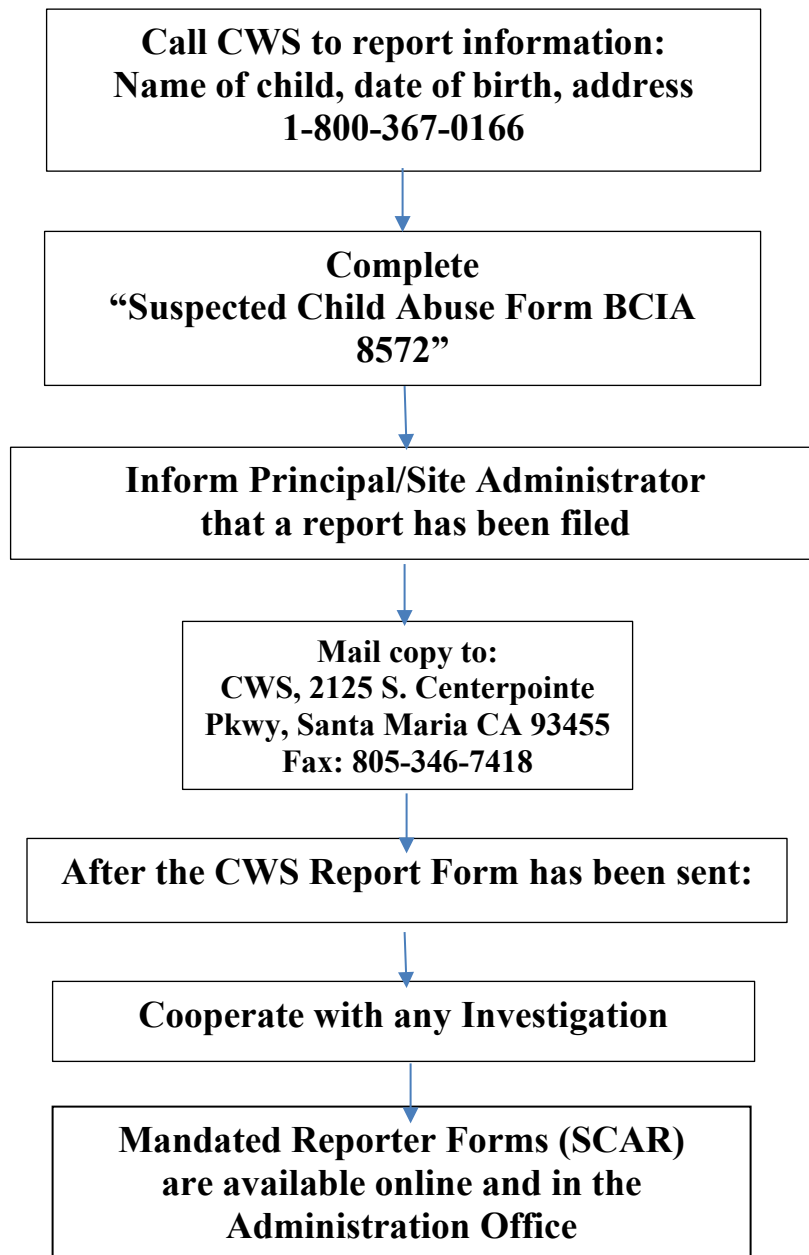 Call CWS to report information:
Name of child, date of birth, address
1-800-367-0166
Complete
“Suspected Child Abuse Form BCIA
8572”
Inform Principal/Site Administrator
that a report has been filed
Mail copy to:
CWS, 2125 S. Centerpointe
Pkwy, Santa Maria CA 93455
Fax: 805-346-7418
After the CWS Report Form has been sent:
Cooperate with any Investigation
Mandated Reporter Forms (SCAR)
are available online and in the
Administration Office